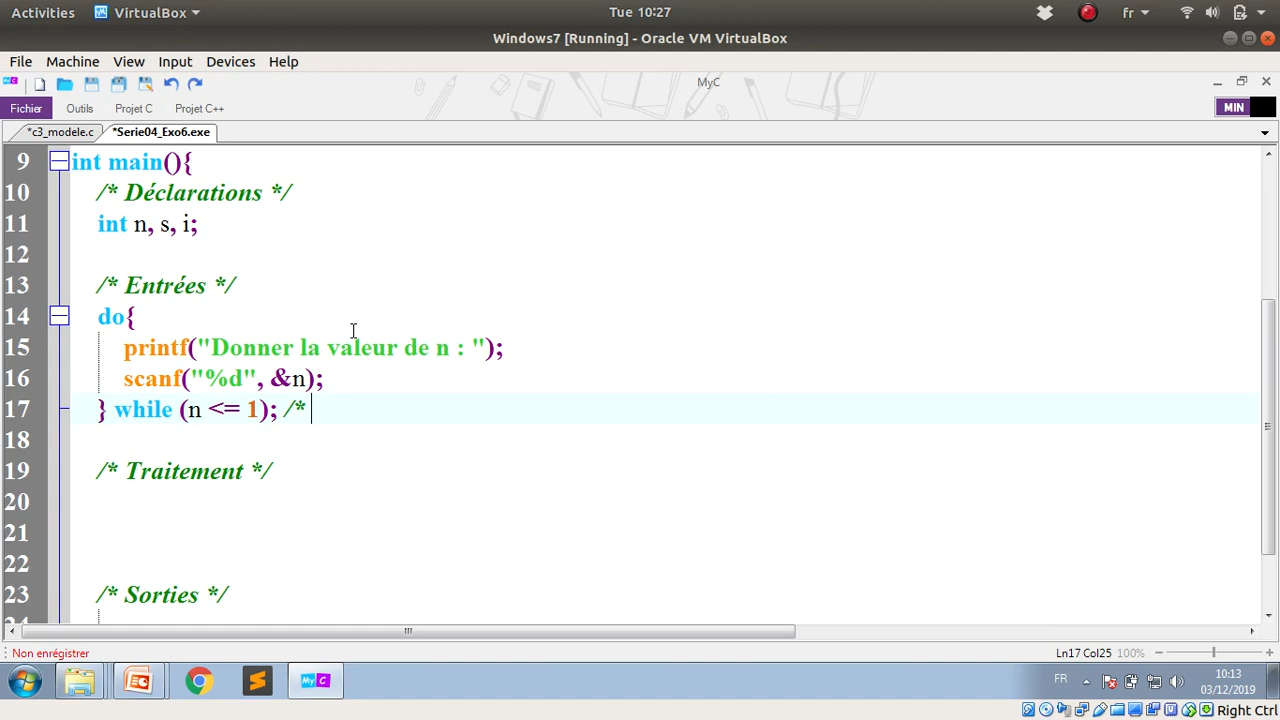 Activities VirtualBox Tue 10:27 fr
Windows7 [Running] - Oracle VM VirtualBox
File Machine View Input Devices Help
MyC
Fichier Outils Projet C Projet C++ MIN
*c3_modele.c *Serie04_Exo6.exe
9 int main(){
10 /* Déclarations */
11 int n, s, i;
12
13 /* Entrées */
14 do{
15 printf("Donner la valeur de n : ");
16 scanf("%d", &n);
17 } while (n <= 1); /*
18
19 /* Traitement */
20
21
22
23 /* Sorties */
24
Non enrégistrer Ln17 Col25 100%
MyC FR 10:13
03/12/2019
Right Ctrl